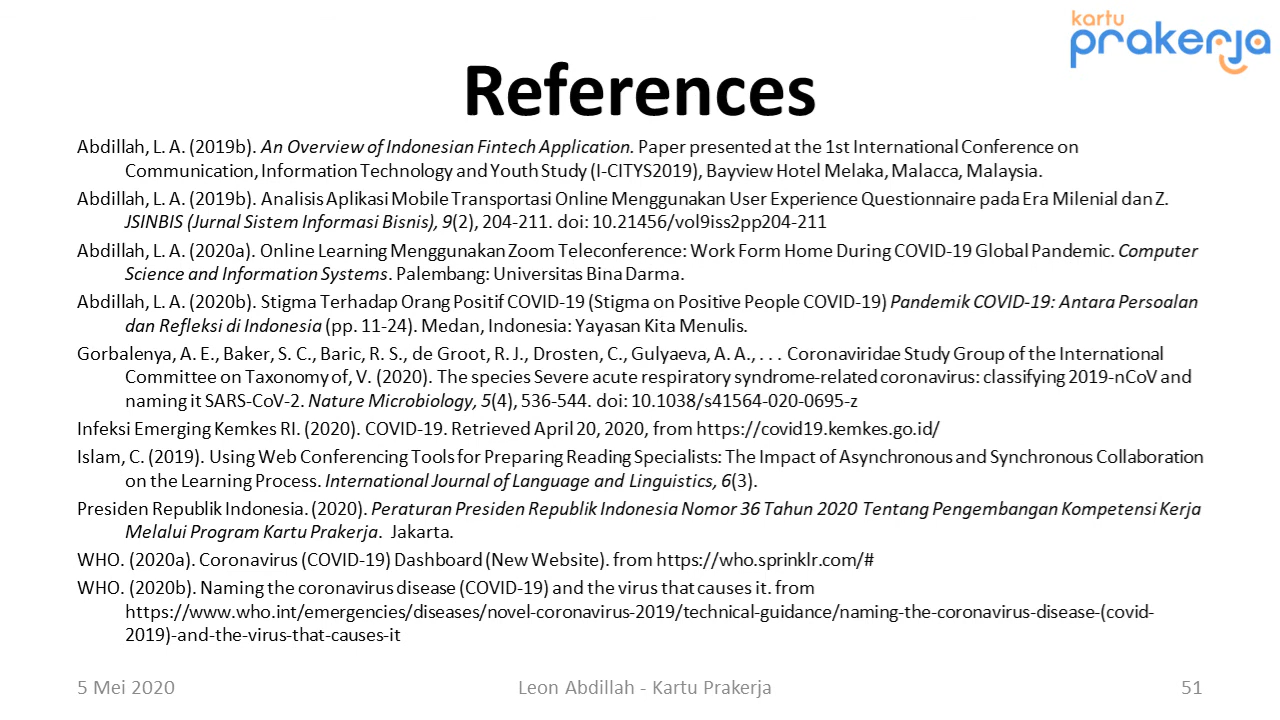 kartu
prakerja
References
Abdillah, L. A. (2019b). An Overview of Indonesian Fintech Application. Paper presented at the 1st International Conference on
Communication, Information Technology and Youth Study (I-CITYS2019), Bayview Hotel Melaka, Malacca, Malaysia.
Abdillah, L. A. (2019b). Analisis Aplikasi Mobile Transportasi Online Menggunakan User Experience Questionnaire pada Era Milenial dan Z.
JSINBIS (Jurnal Sistem Informasi Bisnis), 9(2), 204-211. doi: 10.21456/vol9iss2pp204-211
Abdillah, L. A. (2020a). Online Learning Menggunakan Zoom Teleconference: Work Form Home During COVID-19 Global Pandemic. Computer
Science and Information Systems. Palembang: Universitas Bina Darma.
Abdillah, L. A. (2020b). Stigma Terhadap Orang Positif COVID-19 (Stigma on Positive People COVID-19) Pandemik COVID-19: Antara Persoalan
dan Refleksi di Indonesia (pp. 11-24). Medan, Indonesia: Yayasan Kita Menulis.
Gorbalenya, A. E., Baker, S. C., Baric, R. S., de Groot, R. J., Drosten, C., Gulyaeva, A. A., . . . Coronaviridae Study Group of the International
Committee on Taxonomy of, V. (2020). The species Severe acute respiratory syndrome-related coronavirus: classifying 2019-nCoV and
naming it SARS-CoV-2. Nature Microbiology, 5(4), 536-544. doi: 10.1038/s41564-020-0695-z
Infeksi Emerging Kemkes RI. (2020). COVID-19. Retrieved April 20, 2020, from https://covid19.kemkes.go.id/
Islam, C. (2019). Using Web Conferencing Tools for Preparing Reading Specialists: The Impact of Asynchronous and Synchronous Collaboration
on the Learning Process. International Journal of Language and Linguistics, 6(3).
Presiden Republik Indonesia. (2020). Peraturan Presiden Republik Indonesia Nomor 36 Tahun 2020 Tentang Pengembangan Kompetensi Kerja
Melalui Program Kartu Prakerja. Jakarta.
WHO. (2020a). Coronavirus (COVID-19) Dashboard (New Website). from https://who.sprinklr.com/#
WHO. (2020b). Naming the coronavirus disease (COVID-19) and the virus that causes it. from
https://www.who.int/emergencies/diseases/novel-coronavirus-2019/technical-guidance/naming-the-coronavirus-disease-(covid-
2019)-and-the-virus-that-causes-it
5 Mei 2020
Leon Abdillah - Kartu Prakerja
51